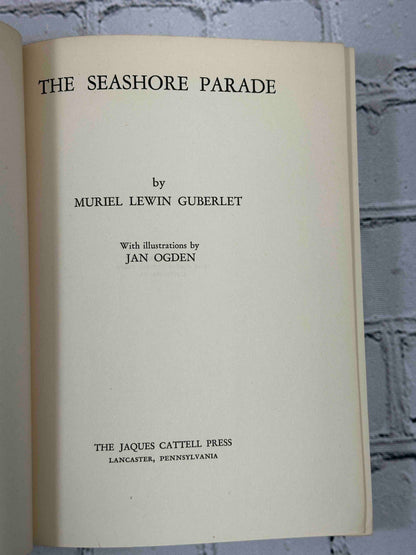 THE SEASHORE PARADE
by
MURIEL LEWIN GUBERLET
With illustrations by
JAN OGDEN
THE JAQUES CATTELL PRESS
LANCASTER, PENNSYLVANIA